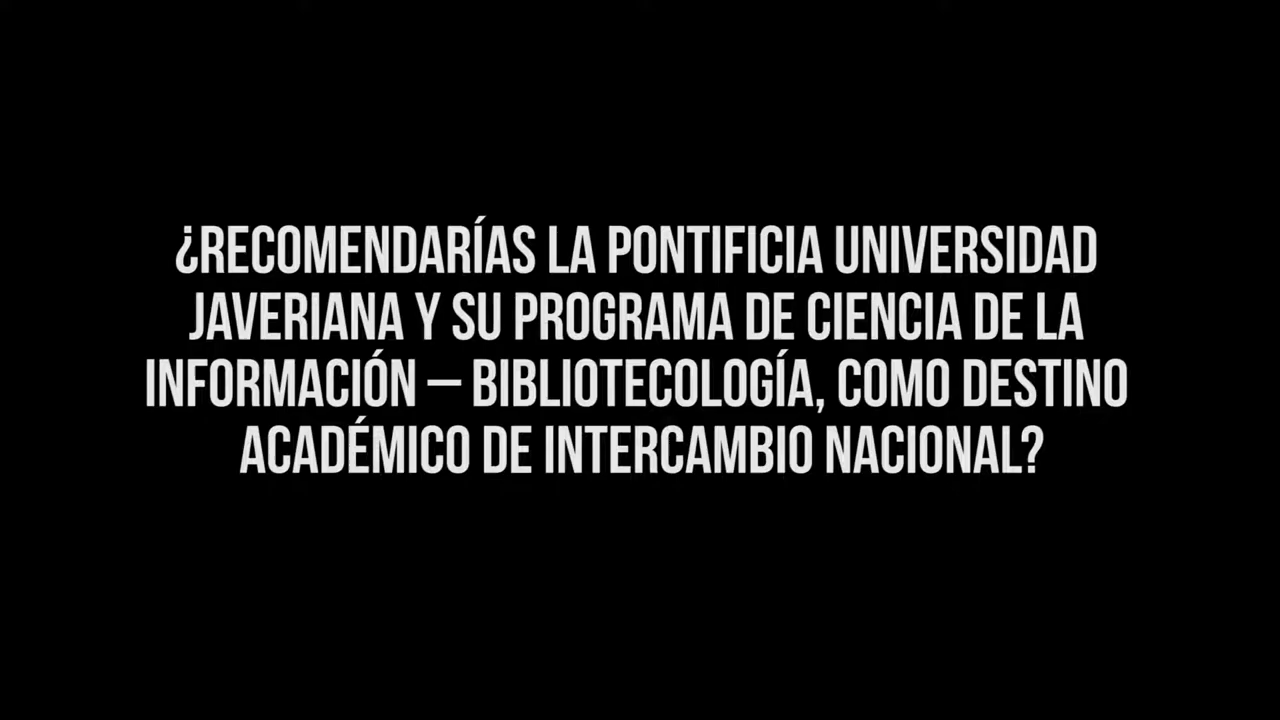 ¿RECOMENDARÍAS LA PONTIFICIA UNIVERSIDAD
JAVERIANA Y SU PROGRAMA DE CIENCIA DE LA
INFORMACIÓN – BIBLIOTECOLOGÍA, COMO DESTINO
ACADÉMICO DE INTERCAMBIO NACIONAL?